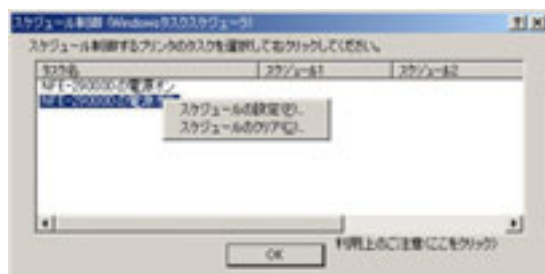 スケジュール制御 (Windowsタスクスケジューラ)
スケジュール制御するプリンタのタスクを選択して右クリックしてください。
タスク名 スケジュール1 スケジュール2
の電源オン
の電源
スケジュールの設定(P)...
スケジュールのクリア(C)...
OK
利用上のご注意(ここをクリック)